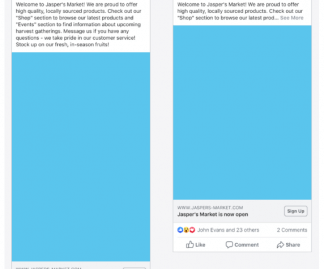 Welcome to Jasper's Market! We are proud to offer
high quality, locally sourced products. Check out our
"Shop" section to browse our latest products and
"Events" section to find information about upcoming
harvest gatherings. Message us if you have any
questions - we take pride in our customer service!
Stock up on our fresh, in-season fruits!
Welcome to Jasper's Market! We are proud to offer
high quality, locally sourced products. Check out our
"Shop" section to browse our latest prod... See More
WWW.JASPERS-MARKET.COM
Jasper's Market is now open
Sign Up
John Evans and 23 others
2 Comments
Like
Comment
Share